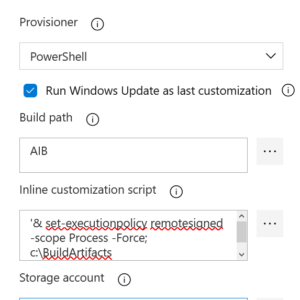 Provisioner
PowerShell
Run Windows Update as last customization
Build path
AIB
...
Inline customization script
'& set-executionpolicy remotesigned
-scope Process -Force;
c:\BuildArtifacts
...
Storage account